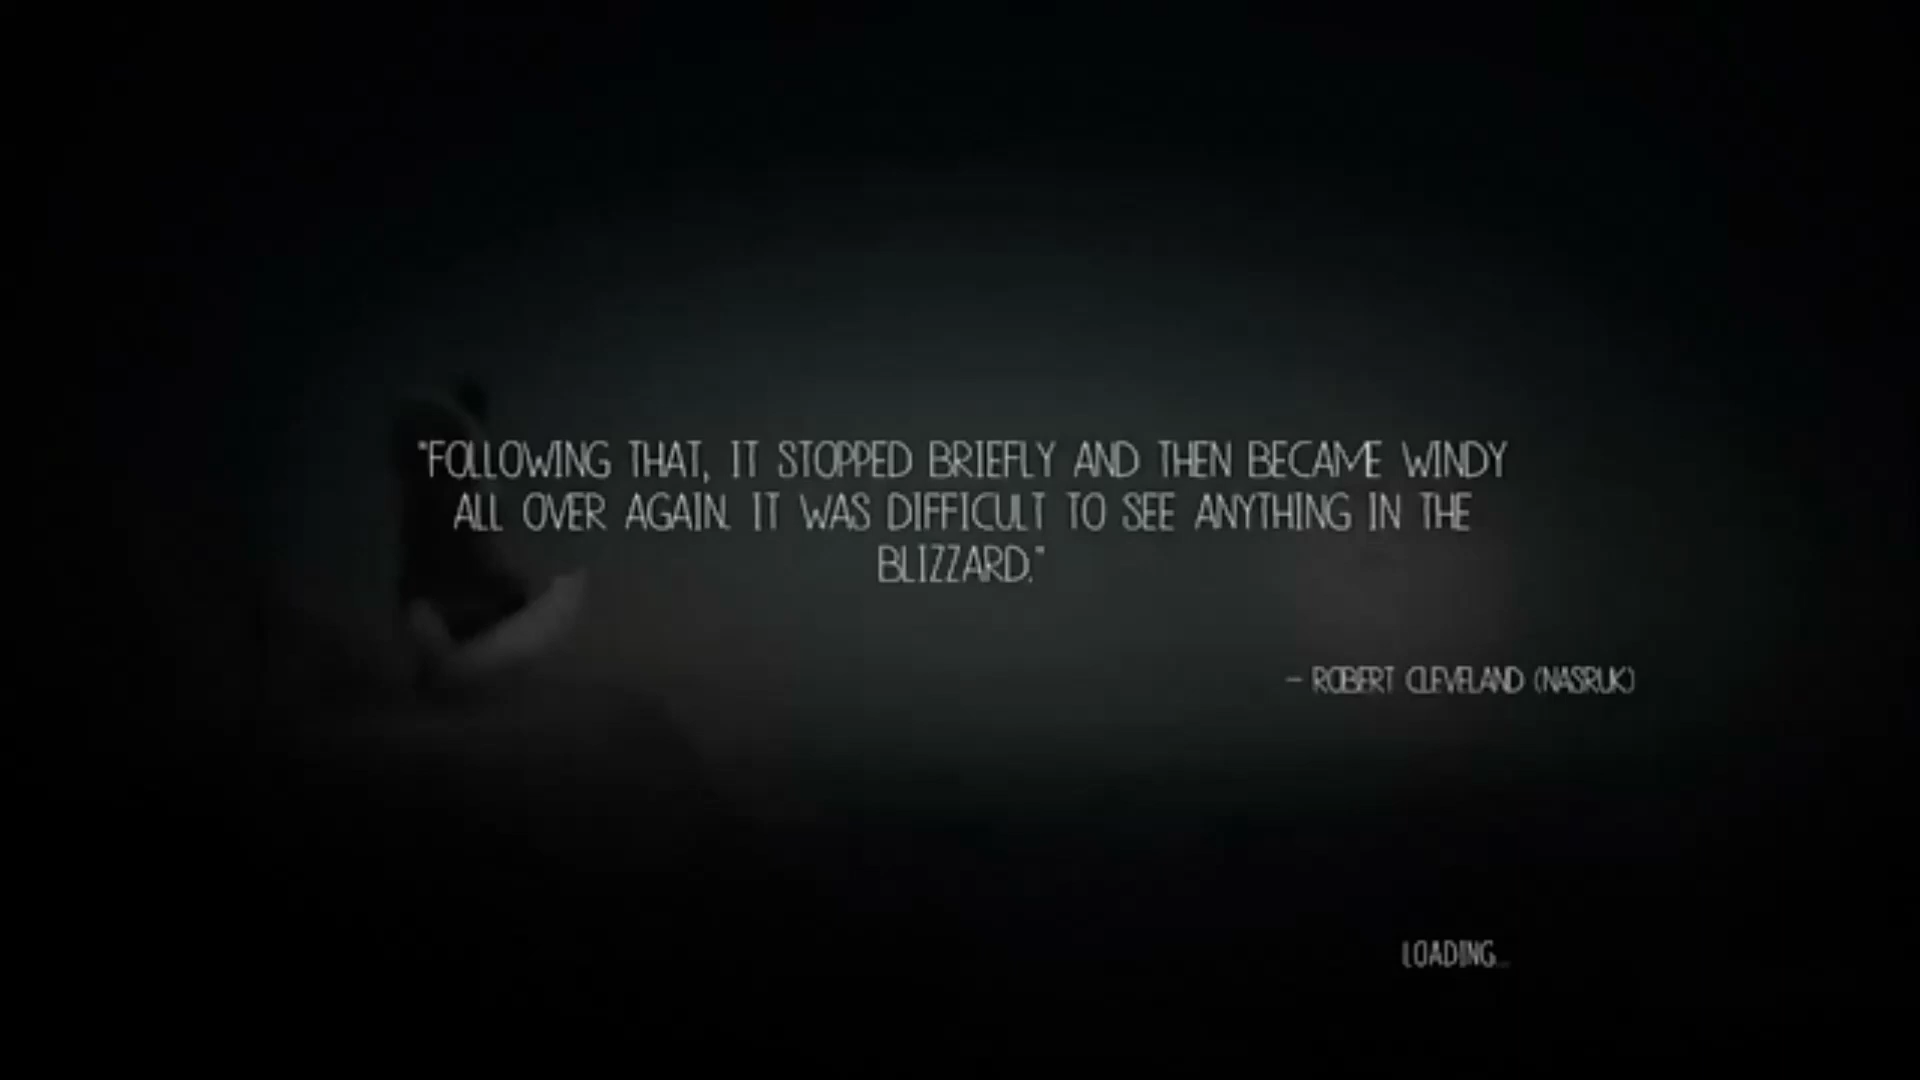 "FOLLOWING THAT, IT STOPPED BRIEFLY AND THEN BECAME WINDY
ALL OVER AGAIN. IT WAS DIFFICULT TO SEE ANYTHING IN THE
BLIZZARD."
- ROBERT CLEVELAND (NASRUK)
LOADING...